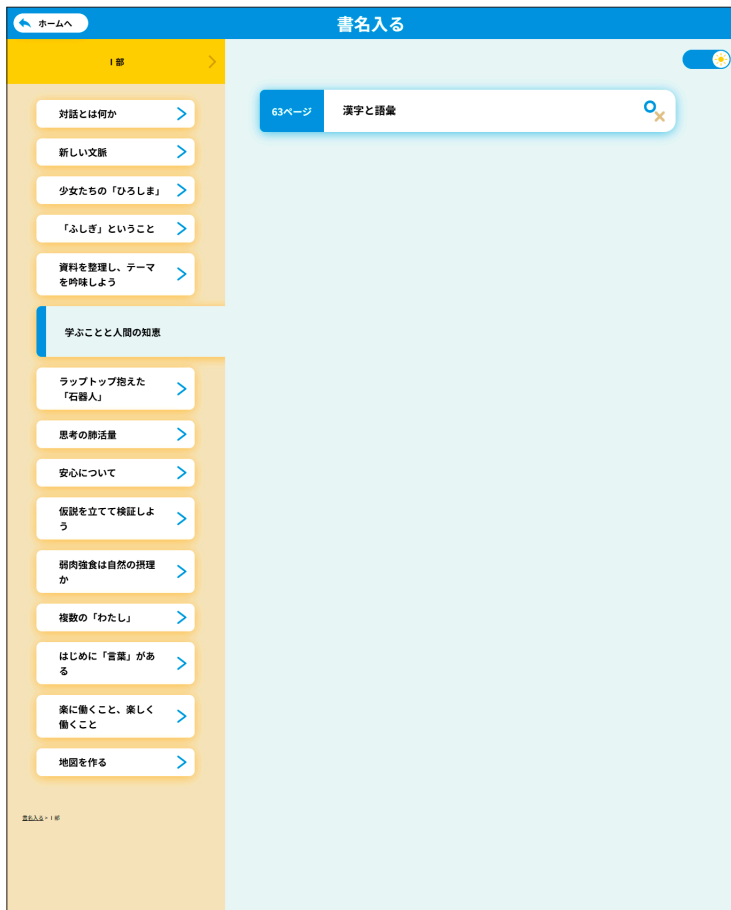 ホームへ
書名入る
Ⅰ部
対話とは何か
新しい文脈
少女たちの「ひろしま」
「ふしぎ」ということ
資料を整理し、テーマ
を吟味しよう
学ぶことと人間の知恵
ラップトップ抱えた
「石器人」
思考の肺活量
安心について
仮説を立てて検証しよ
う
弱肉強食は自然の摂理
か
複数の「わたし」
はじめに「言葉」があ
る
楽に働くこと、楽しく
働くこと
地図を作る
書名入る > Ⅰ部
63ページ
漢字と語彙